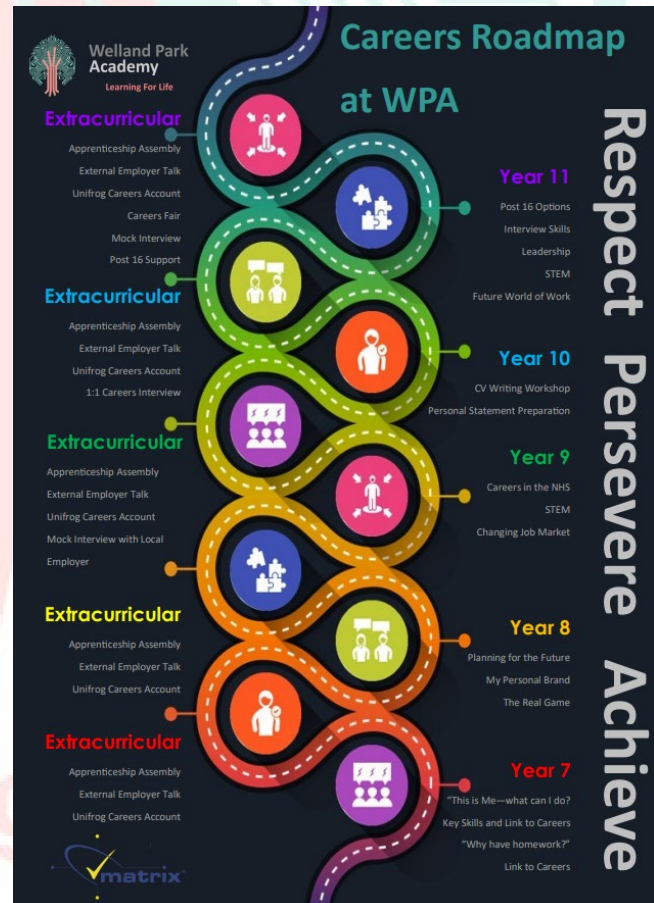 Welland Park
Academy
Learning For Life
Careers Roadmap
at WPA
Extracurricular
Apprenticeship Assembly
External Employer Talk
Unifrog Careers Account
Careers Fair
Mock Interview
Post 16 Support
Year 11
Post 16 Options
Interview Skills
Leadership
STEM
Future World of Work
Extracurricular
Apprenticeship Assembly
External Employer Talk
Unifrog Careers Account
1:1 Careers Interview
Year 10
CV Writing Workshop
Personal Statement Preparation
Extracurricular
Apprenticeship Assembly
External Employer Talk
Unifrog Careers Account
Mock Interview with Local
Employer
Year 9
Careers in the NHS
STEM
Changing Job Market
Extracurricular
Apprenticeship Assembly
External Employer Talk
Unifrog Careers Account
Year 8
Planning for the Future
My Personal Brand
The Real Game
Extracurricular
Apprenticeship Assembly
External Employer Talk
Unifrog Careers Account
Year 7
"This is Me—what can I do?
Key Skills and Link to Careers
"Why have homework?"
Link to Careers
Respect Persevere Achieve
matrix